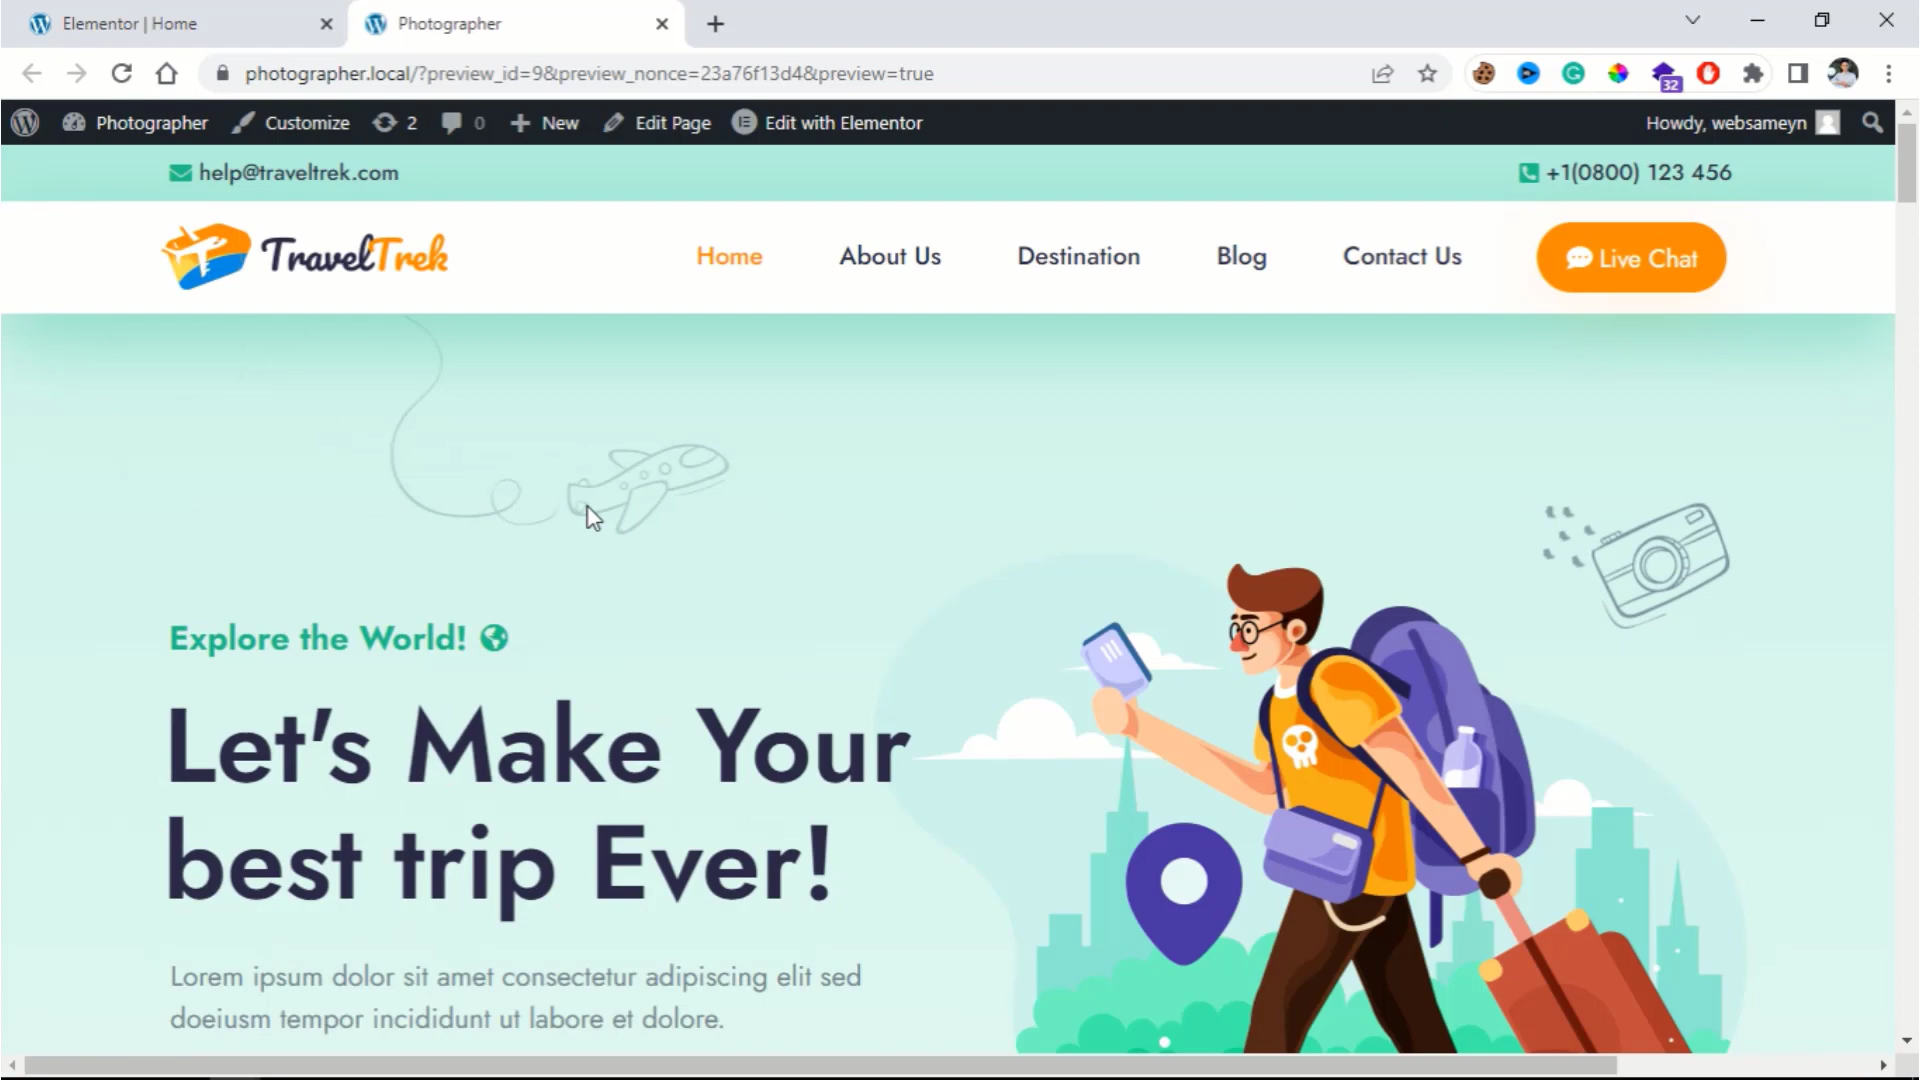 Elementor | Home
Photographer
photographer.local/?preview_id=9&preview_nonce=23a76f13d4&preview=true
32
Photographer
Customize
2
0
New
Edit Page
Edit with Elementor
Howdy, websameyn
help@traveltrek.com
+1(0800) 123 456
TravelTrek
Home
About Us
Destination
Blog
Contact Us
Live Chat
Explore the World!
Let's Make Your
best trip Ever!
Lorem ipsum dolor sit amet consectetur adipiscing elit sed
doeiusm tempor incididunt ut labore et dolore.